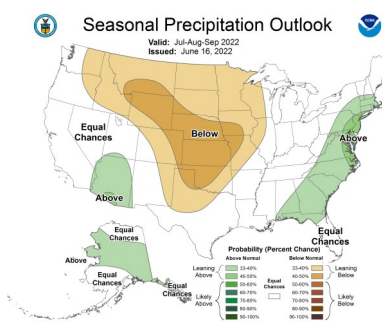 Seasonal Precipitation Outlook
Valid: Jul-Aug-Sep 2022
Issued: June 16, 2022
NOAA
Equal
Chances
Below
Above
Above
Equal
Chances
Equal
Chances
Above
Equal
Chances
Equal
Chances
Probability (Percent Chance)
Above Normal Below Normal
Leaning
Above
33-40%
40-50%
Likely
Above
50-60%
60-70%
70-80%
80-90%
90-100%
Equal
Chances
33-40%
40-50%
Leaning
Below
50-60%
60-70%
70-80%
80-90%
90-100%
Likely
Below